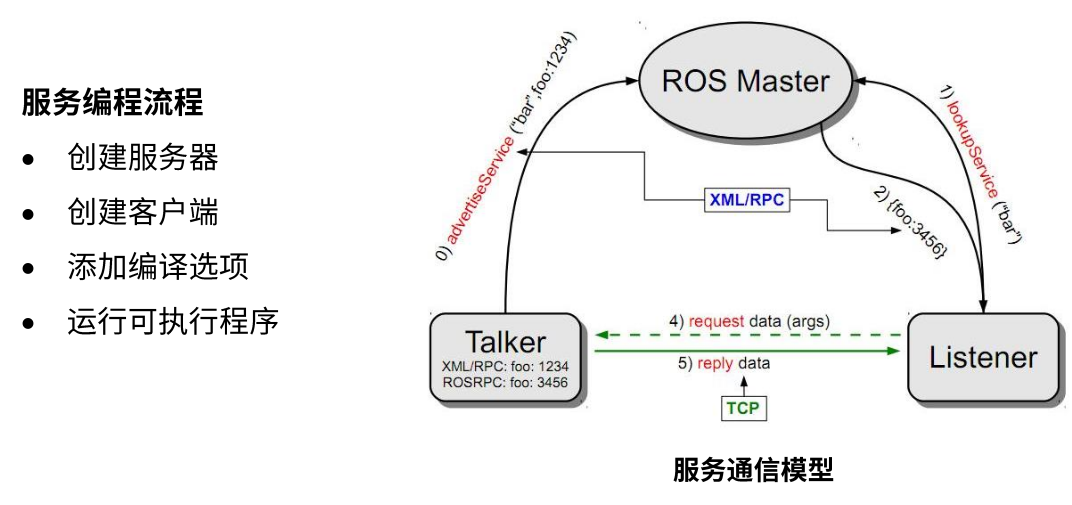 服务编程流程
• 创建服务器
• 创建客户端
• 添加编译选项
• 运行可执行程序
ROS Master
0) advertiseService (“bar”,foo:1234)
1) lookupService (“bar”)
XML/RPC
2) {foo:3456}
Talker
XML/RPC: foo: 1234
ROSRPC: foo: 3456
4) request data (args)
5) reply data
TCP
Listener
服务通信模型